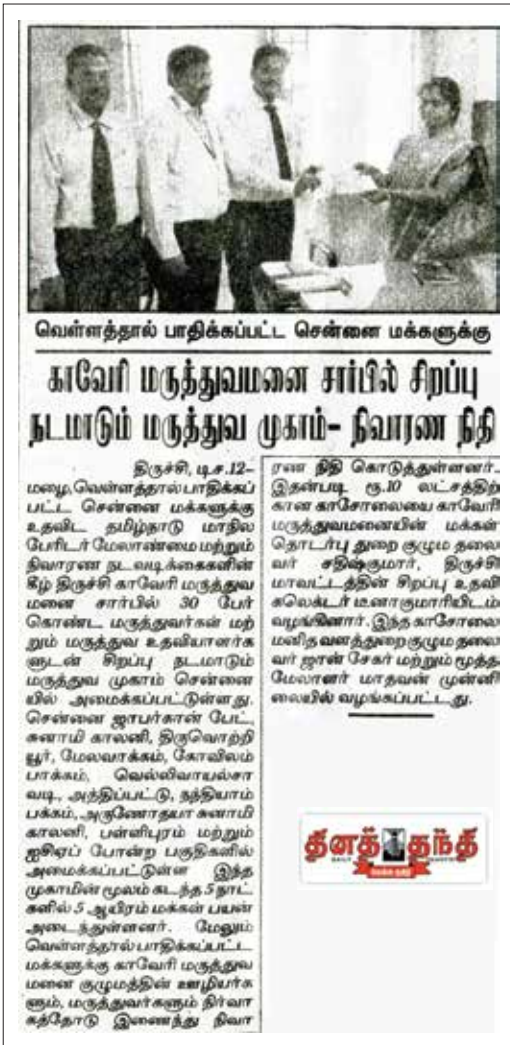 வெள்ளத்தால் பாதிக்கப்பட்ட சென்னை மக்களுக்கு
காவேரி மருத்துவமனை சார்பில் சிறப்பு
நடமாடும் மருத்துவ முகாம்- நிவாரண நிதி
திருச்சி, டிச.12-
மழை,வெள்ளத்தால் பாதிக்கப்
பட்ட சென்னை மக்களுக்கு
உதவிட தமிழ்நாடு மாநில
பேரிடர் மேலாண்மை மற்றும்
நிவாரண நடவடிக்கைகளின்
கீழ் திருச்சி காவேரி மருத்துவ
மனை சார்பில் 30 பேர்
கொண்ட மருத்துவர்கள் மற்
றும் மருத்துவ உதவியாளர்க
ளுடன் சிறப்பு நடமாடும்
மருத்துவ முகாம் சென்னை
யில் அமைக்கப்பட்டுள்ளது.
சென்னை ஜாபர்கான் பேட்,
சுனாமி காலனி, திருவொற்றி
யூர், மேலவாக்கம், கோவிலம்
பாக்கம், வெல்லிவாயல்சா
வடி, அத்திப்பட்டு, நந்தியாம்
பக்கம், அருணோதயா சுனாமி
காலனி, பள்ளிபுரம் மற்றும்
ஐசிஎப் போன்ற பகுதிகளில்
அமைக்கப்பட்டுள்ள இந்த
முகாமின் மூலம் கடந்த 5 நாட்
களில் 5 ஆயிரம் மக்கள் பயன்
அடைந்துள்ளனர். மேலும்
வெள்ளத்தால் பாதிக்கப்பட்ட
மக்களுக்கு காவேரி மருத்துவ
மனை குழுமத்தின் ஊழியர்க
ளும், மருத்துவர்களும் நிர்வா
கத்தோடு இணைந்து நிவா
ரண நிதி கொடுத்துள்ளனர்.
இதன்படி ரூ.10 லட்சத்திற்
கான காசோலையை காவேரி
மருத்துவமனையின் மக்கள்
தொடர்பு துறை குழும தலை
வர் சதிஷ்குமார், திருச்சி
மாவட்டத்தின் சிறப்பு உதவி
கலெக்டர் மீனாகுமாரியிடம்
வழங்கினார். இந்த காசோலை
மனிதவளத்துறை குழும தலை
வர் ஜான் சேகர் மற்றும் மூத்த
மேலாளர் மாதவன் முன்னி
லையில் வழங்கப்பட்டது.
தினத்தந்தி